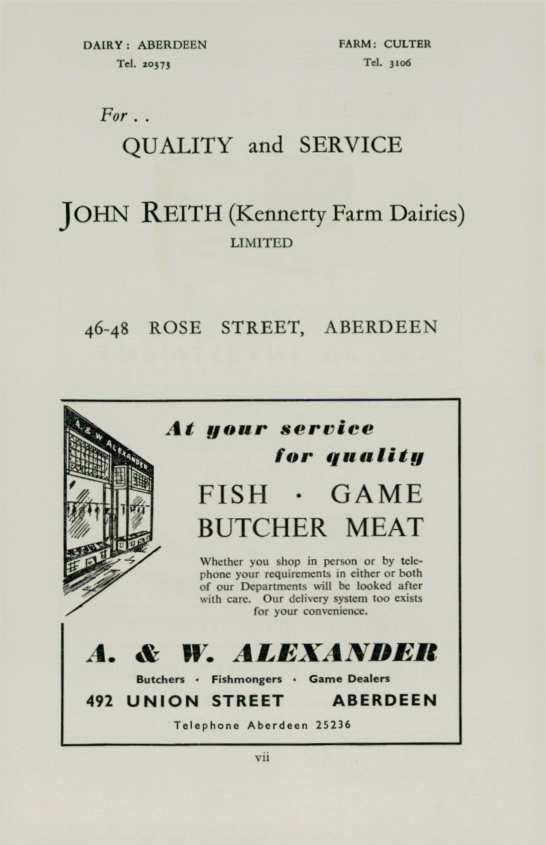 DAIRY : ABERDEEN
Tel. 20373
FARM: CULTER
Tel. 3106
For . .
QUALITY and SERVICE
JOHN REITH (Kennerty Farm Dairies)
LIMITED
46-48 ROSE STREET, ABERDEEN
A. & W ALEXANDER
At your service
for quality
FISH · GAME
BUTCHER MEAT
Whether you shop in person or by tele-
phone your requirements in either or both
of our Departments will be looked after
with care. Our delivery system too exists
for your convenience.
A. & W. ALEXANDER
Butchers · Fishmongers · Game Dealers
492 UNION STREET ABERDEEN
Telephone Aberdeen 25236
vii